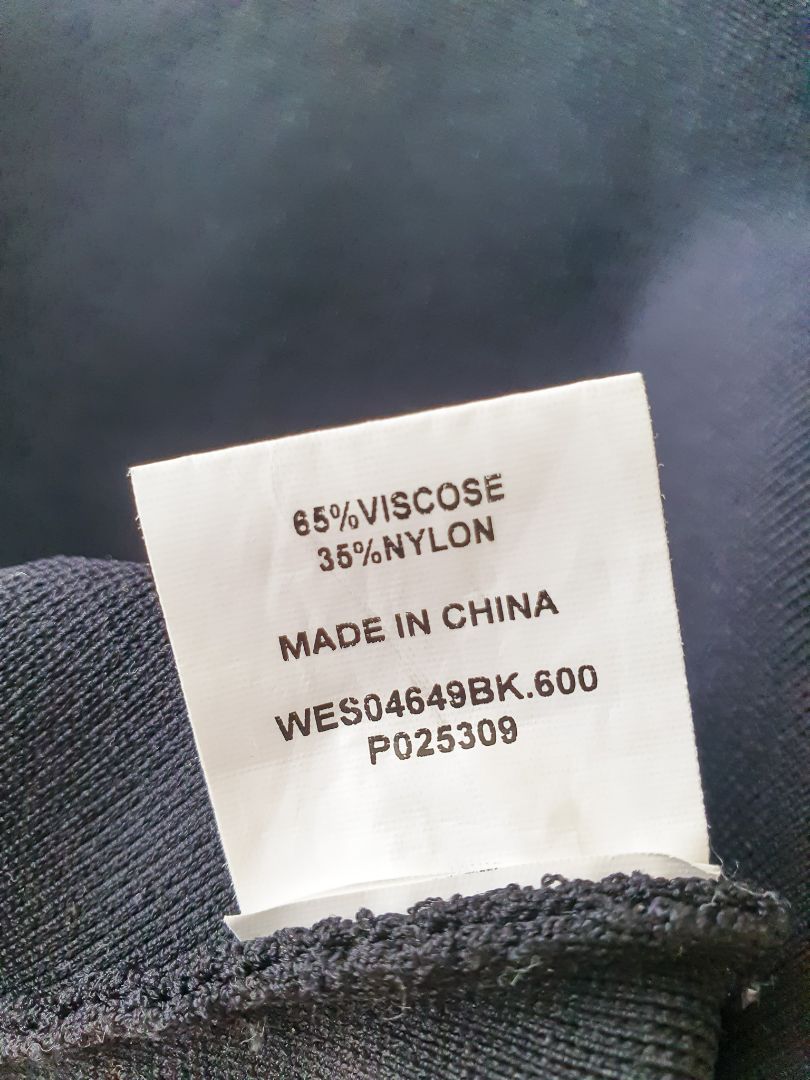 65%VISCOSE
35%NYLON
MADE IN CHINA
WES04649BK.600
P025309